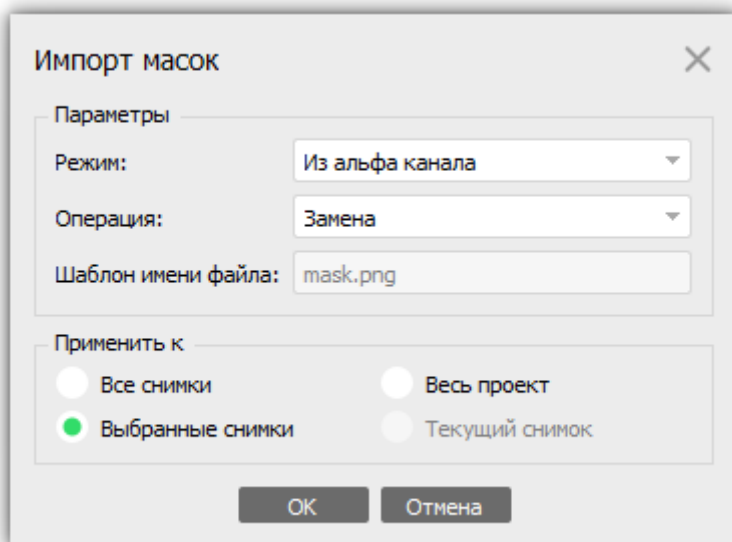 Импорт масок
Параметры
Режим: Из альфа канала
Операция: Замена
Шаблон имени файла: mask.png
Применить к
Все снимки Весь проект
Выбранные снимки Текущий снимок
OK Отмена